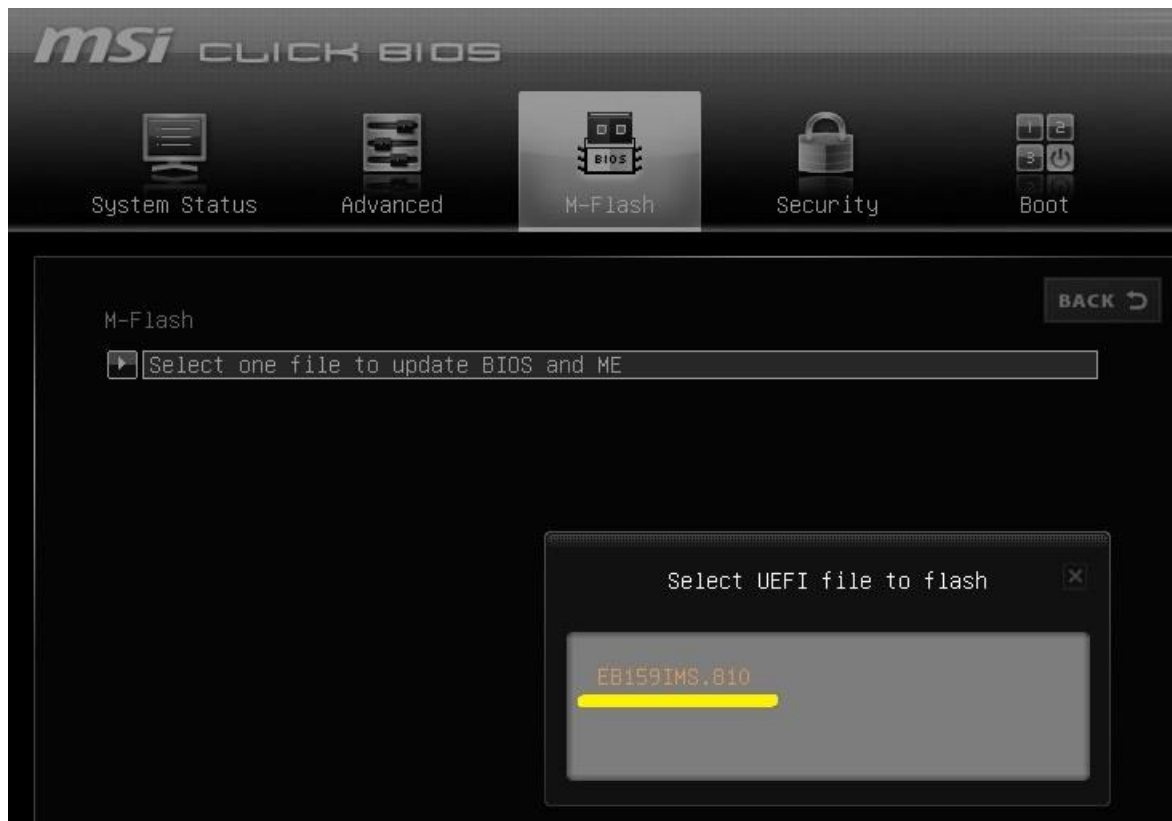 msi CLICK BIOS
1 2
BIOS
3
System Status Advanced M-Flash Security Boot
BACK
M-Flash
Select one file to update BIOS and ME
Select UEFI file to flash
EB159IMS.810